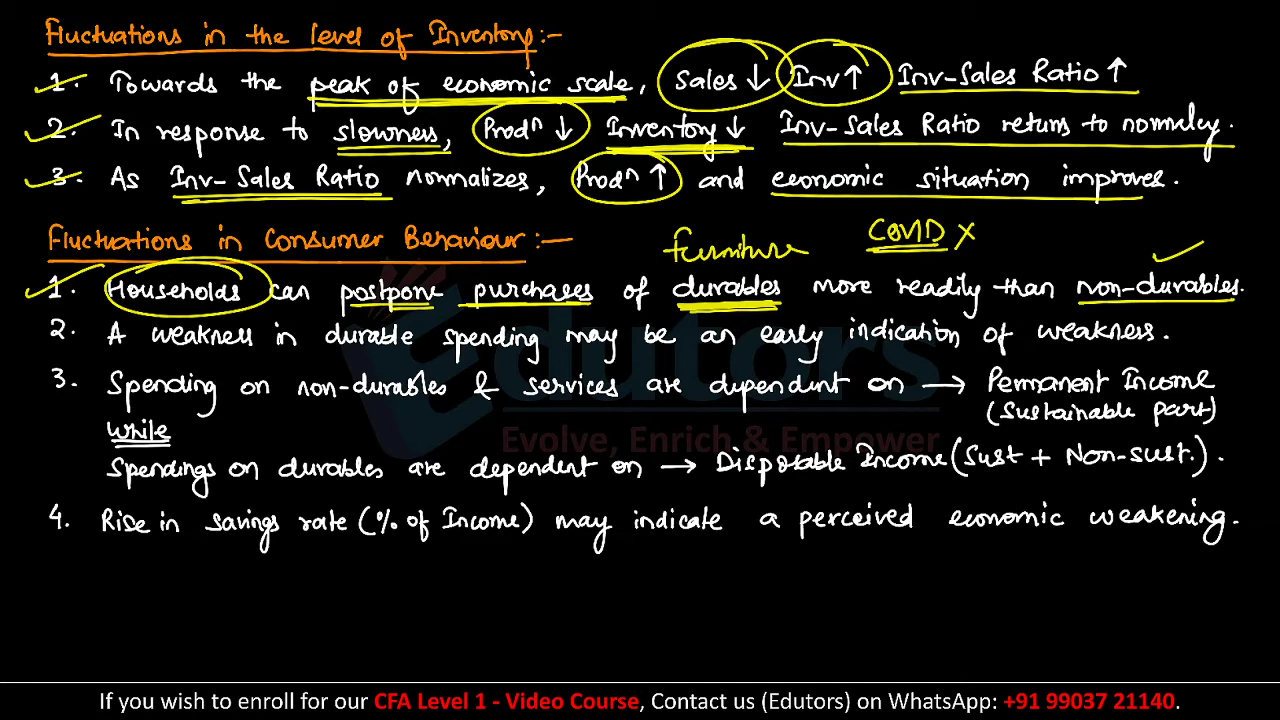 Fluctuations in the level of Inventory:-
1. Towards the peak of economic scale, Sales ↓ Inv ↑ Inv-Sales Ratio ↑
2. In response to slowness, Prodⁿ ↓ Inventory ↓ Inv-Sales Ratio returns to normalcy.
3. As Inv-Sales Ratio normalizes, Prodⁿ ↑ and economic situation improves.
Fluctuations in Consumer Behaviour:-
furniture COVID X
1. Households can postpone purchases of durables more readily than non-durables.
2. A weakness in durable spending may be an early indication of weakness.
3. Spending on non-durables & services are dependent on → Permanent Income
(Sustainable part)
while
Spendings on durables are dependent on → Disposable Income (Sust + Non-sust.).
4. Rise in savings rate (% of Income) may indicate a perceived economic weakening.
Edutors
Evolve, Enrich & Empower
If you wish to enroll for our CFA Level 1 - Video Course, Contact us (Edutors) on WhatsApp: +91 99037 21140.